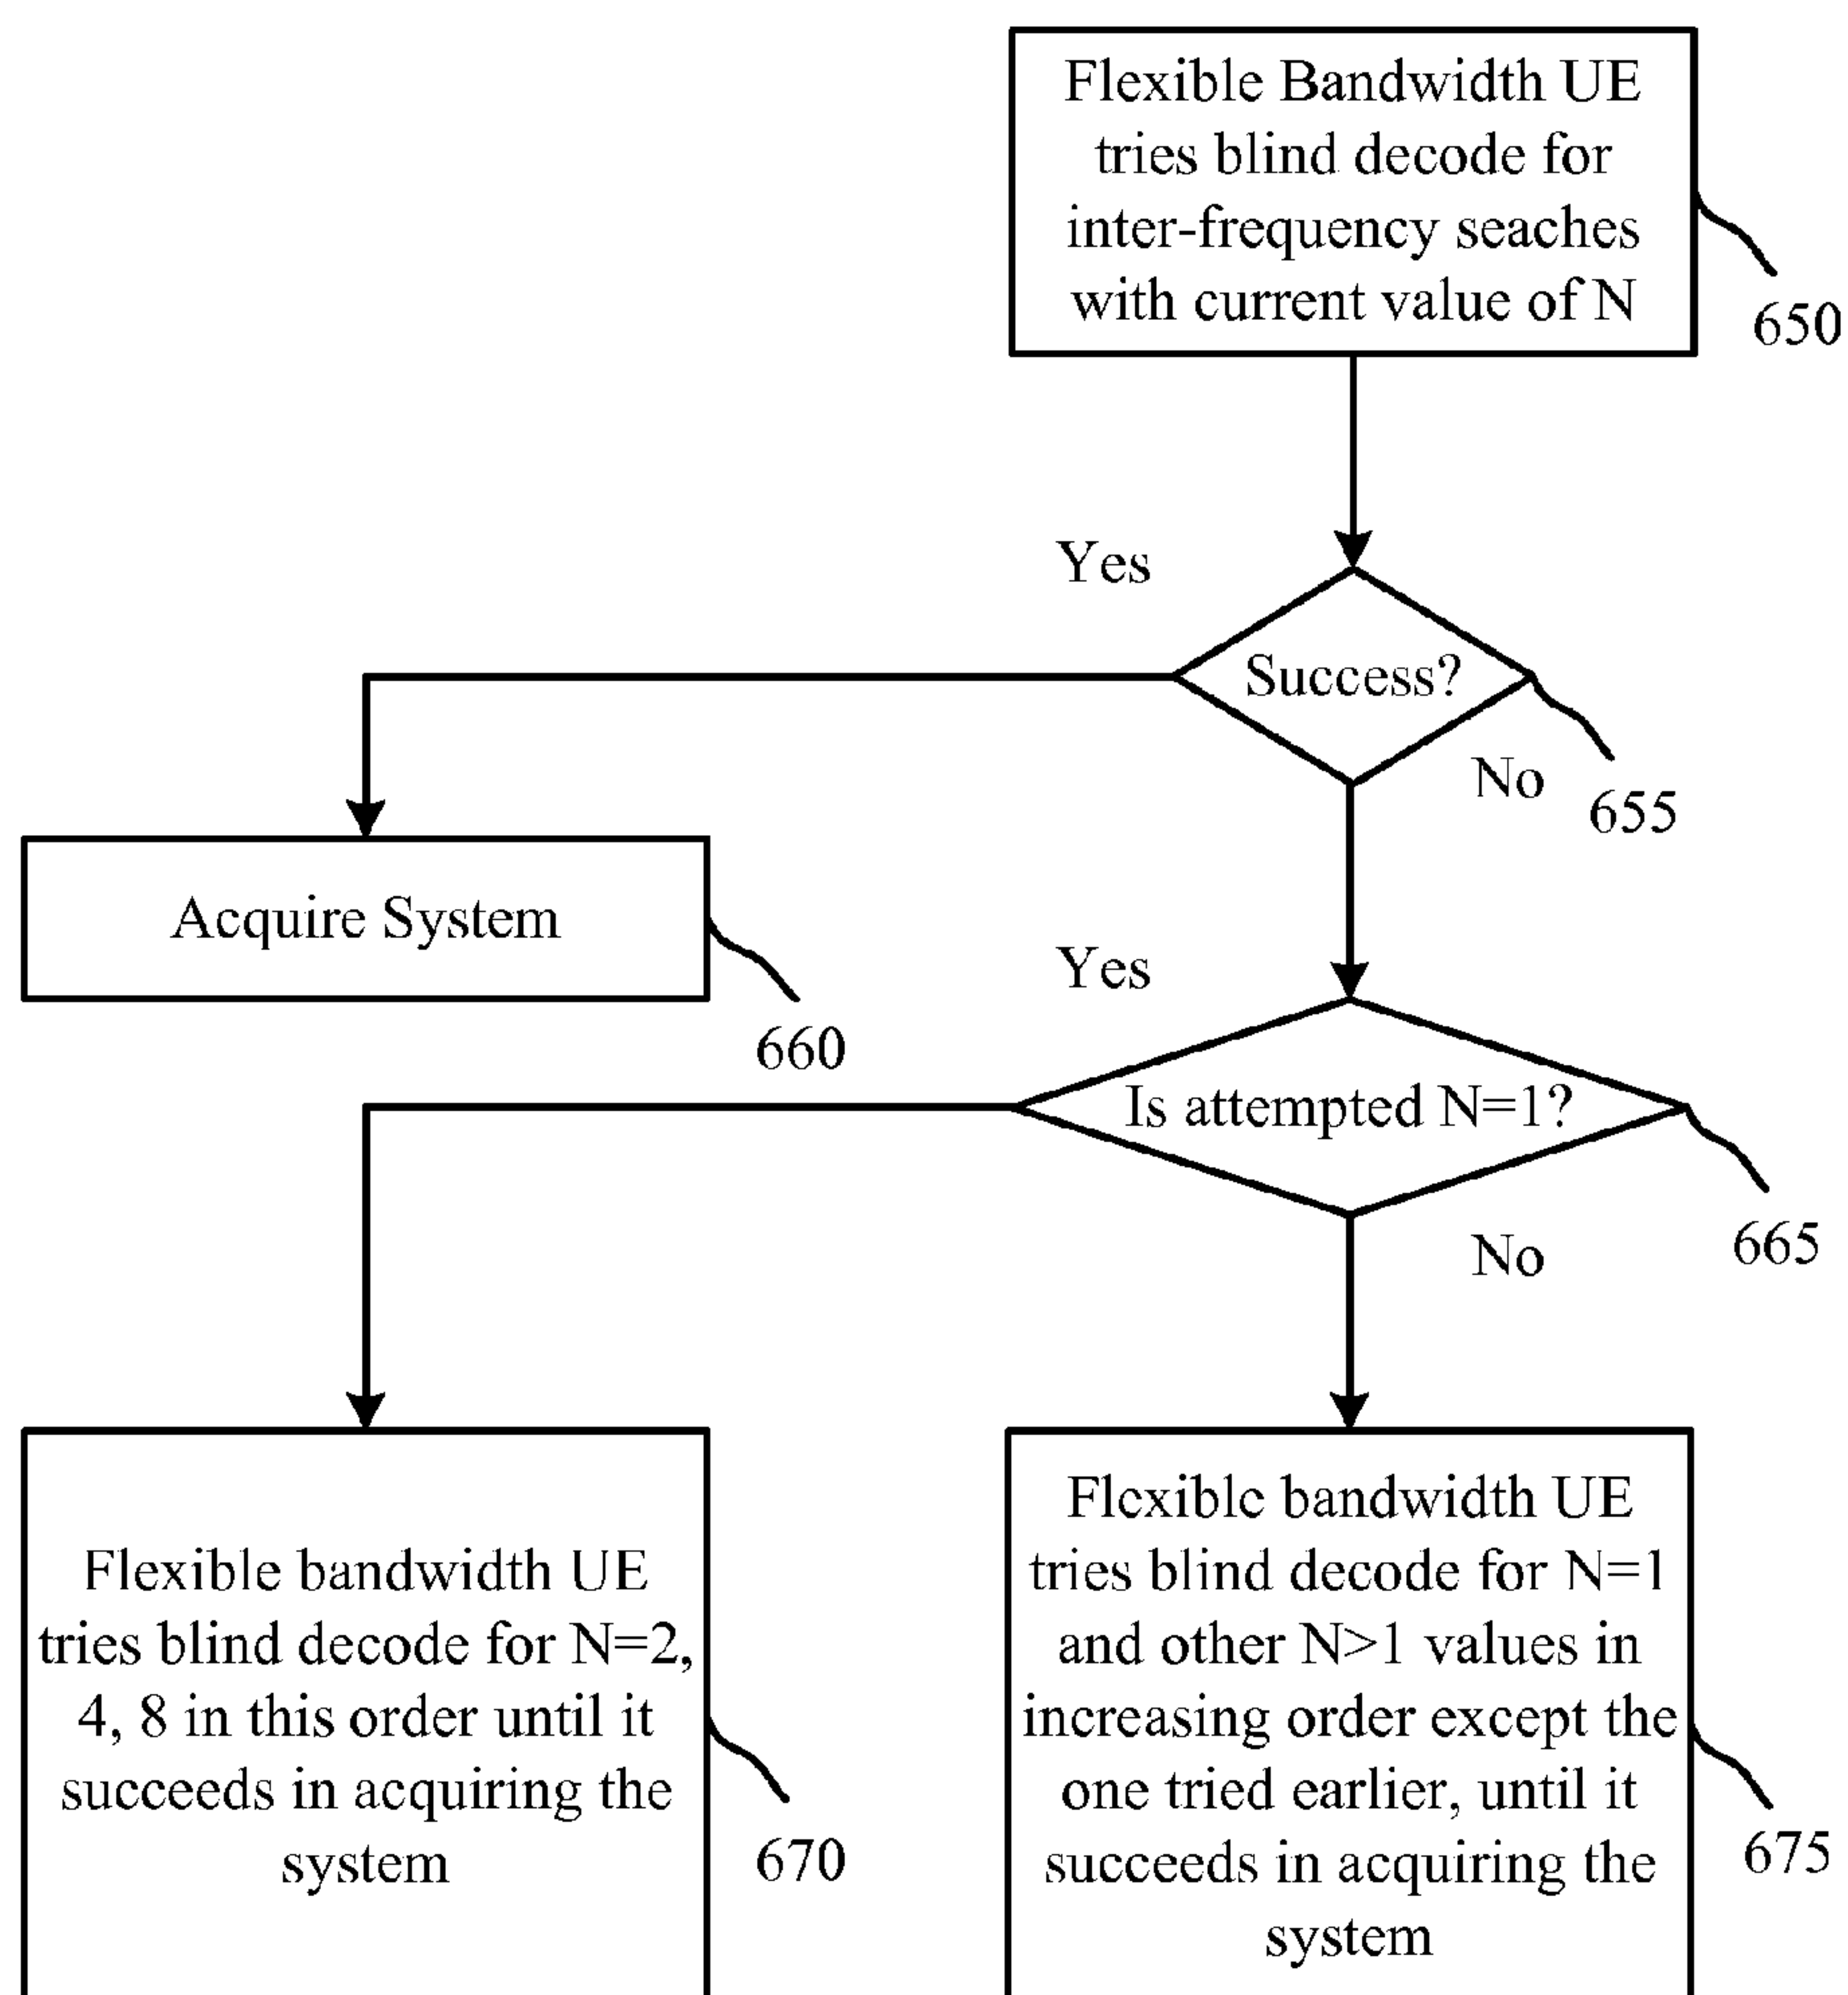 Flexible Bandwidth UE
tries blind decode for
inter-frequency seaches
with current value of N
650
Yes
Success?
No
655
Acquire System
660
Yes
Is attempted N=1?
No
665
Flexible bandwidth UE
tries blind decode for N=2,
4, 8 in this order until it
succeeds in acquiring the
system
670
Flexible bandwidth UE
tries blind decode for N=1
and other N>1 values in
increasing order except the
one tried earlier, until it
succeeds in acquiring the
system
675